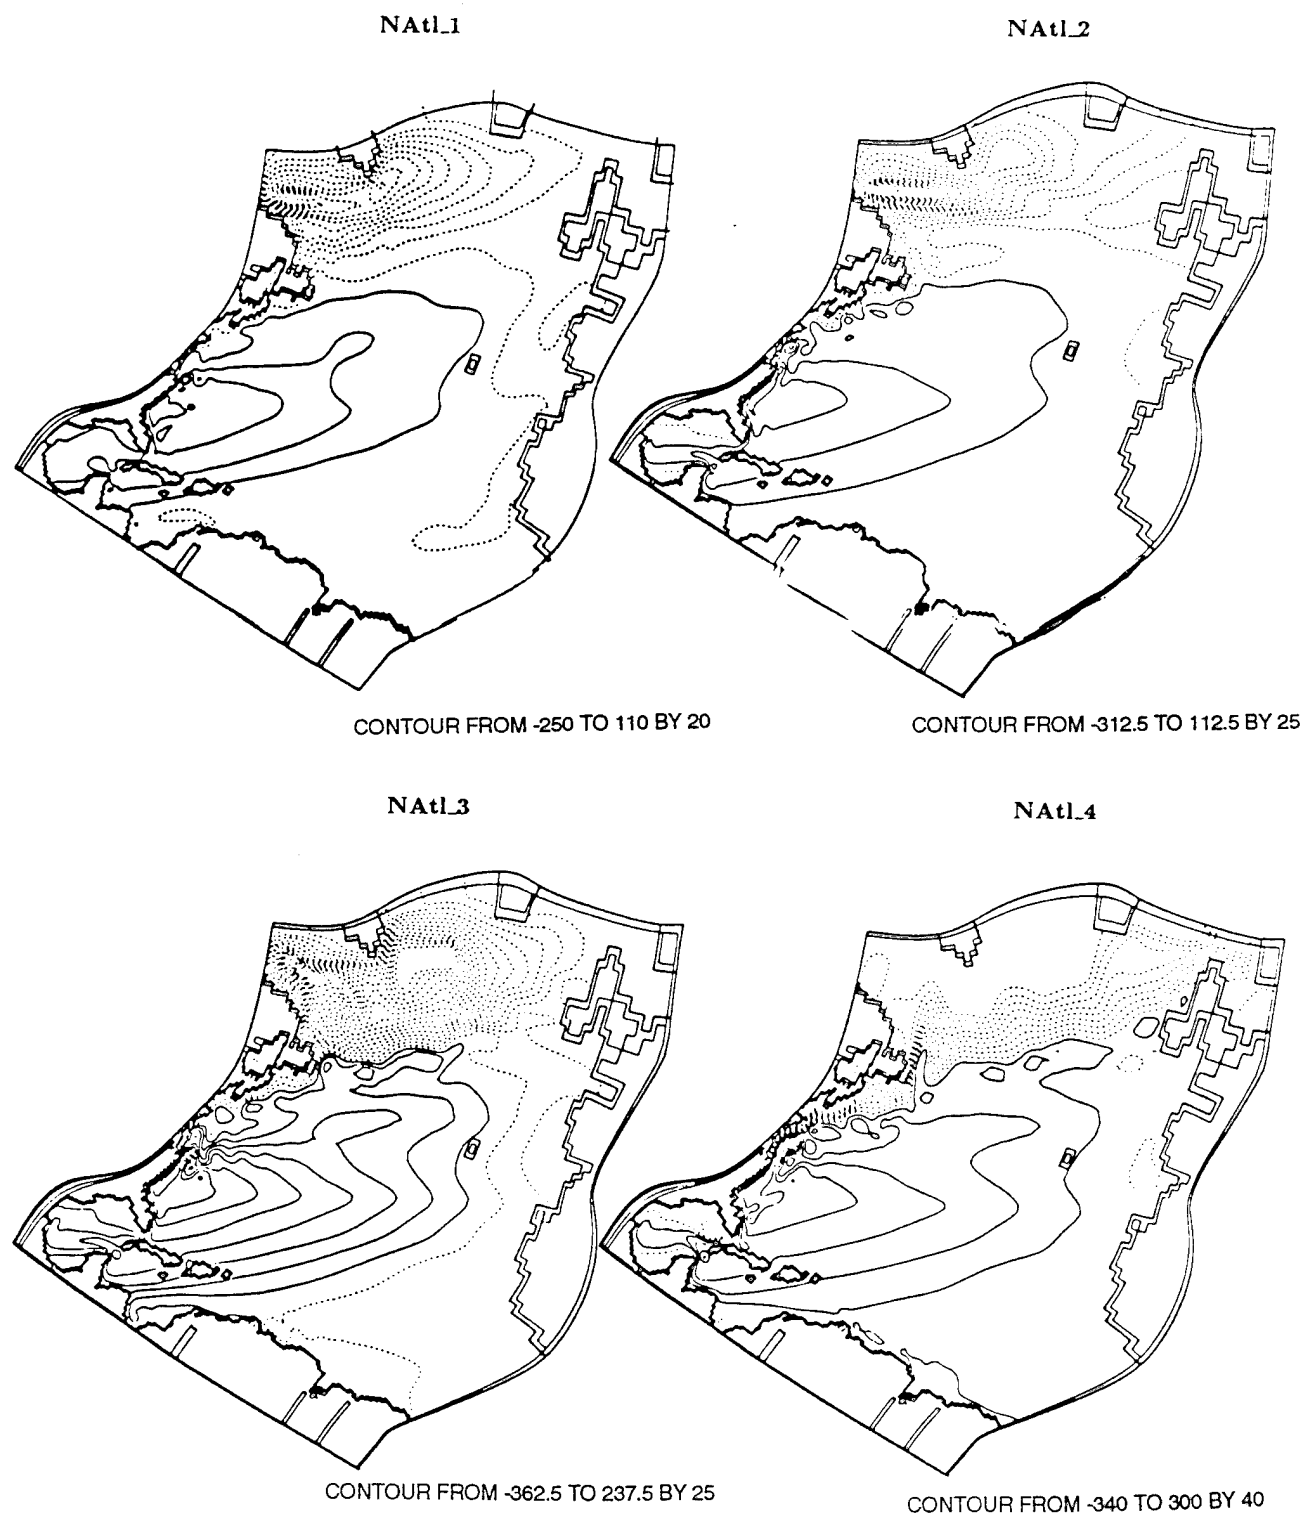 NAtl_1
NAtl_2
CONTOUR FROM -250 TO 110 BY 20
CONTOUR FROM -312.5 TO 112.5 BY 25
NAtl_3
NAtl_4
CONTOUR FROM -362.5 TO 237.5 BY 25
CONTOUR FROM -340 TO 300 BY 40